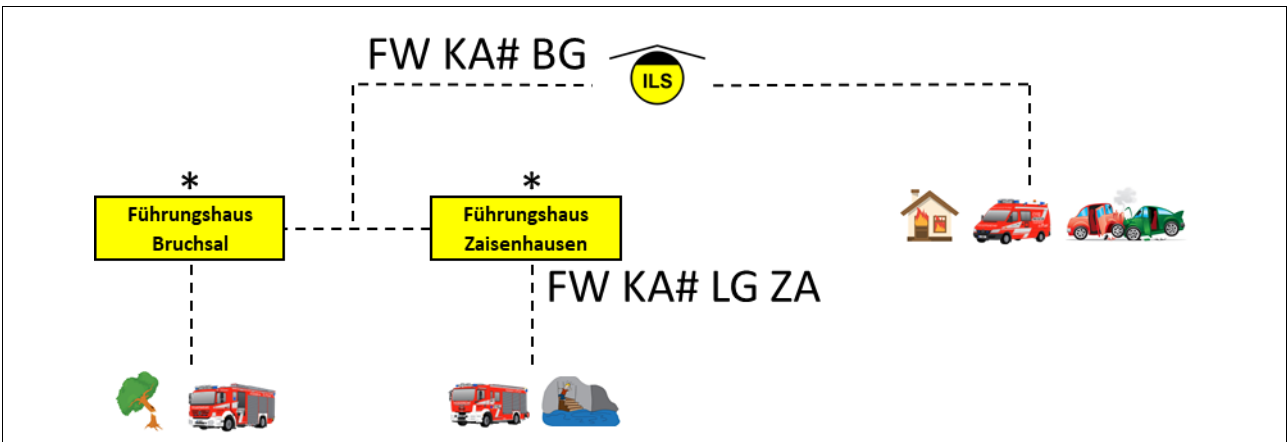 FW KA# BG
ILS
*
*
Führungshaus
Bruchsal
Führungshaus
Zaisenhausen
FW KA# LG ZA